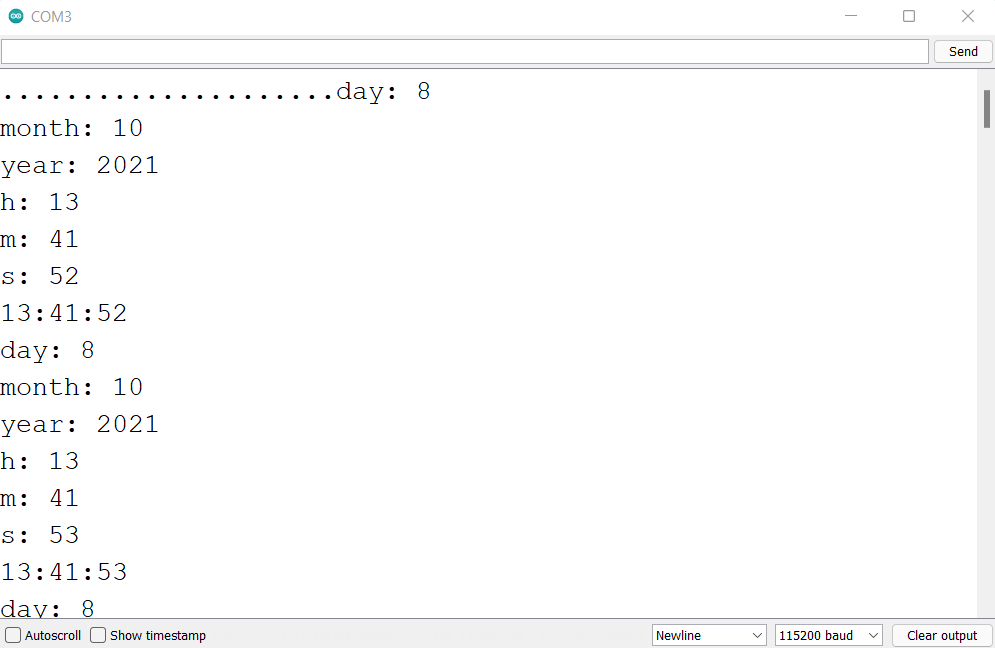 COM3
Send
.....................day: 8
month: 10
year: 2021
h: 13
m: 41
s: 52
13:41:52
day: 8
month: 10
year: 2021
h: 13
m: 41
s: 53
13:41:53
day: 8
Autoscroll Show timestamp Newline 115200 baud Clear output